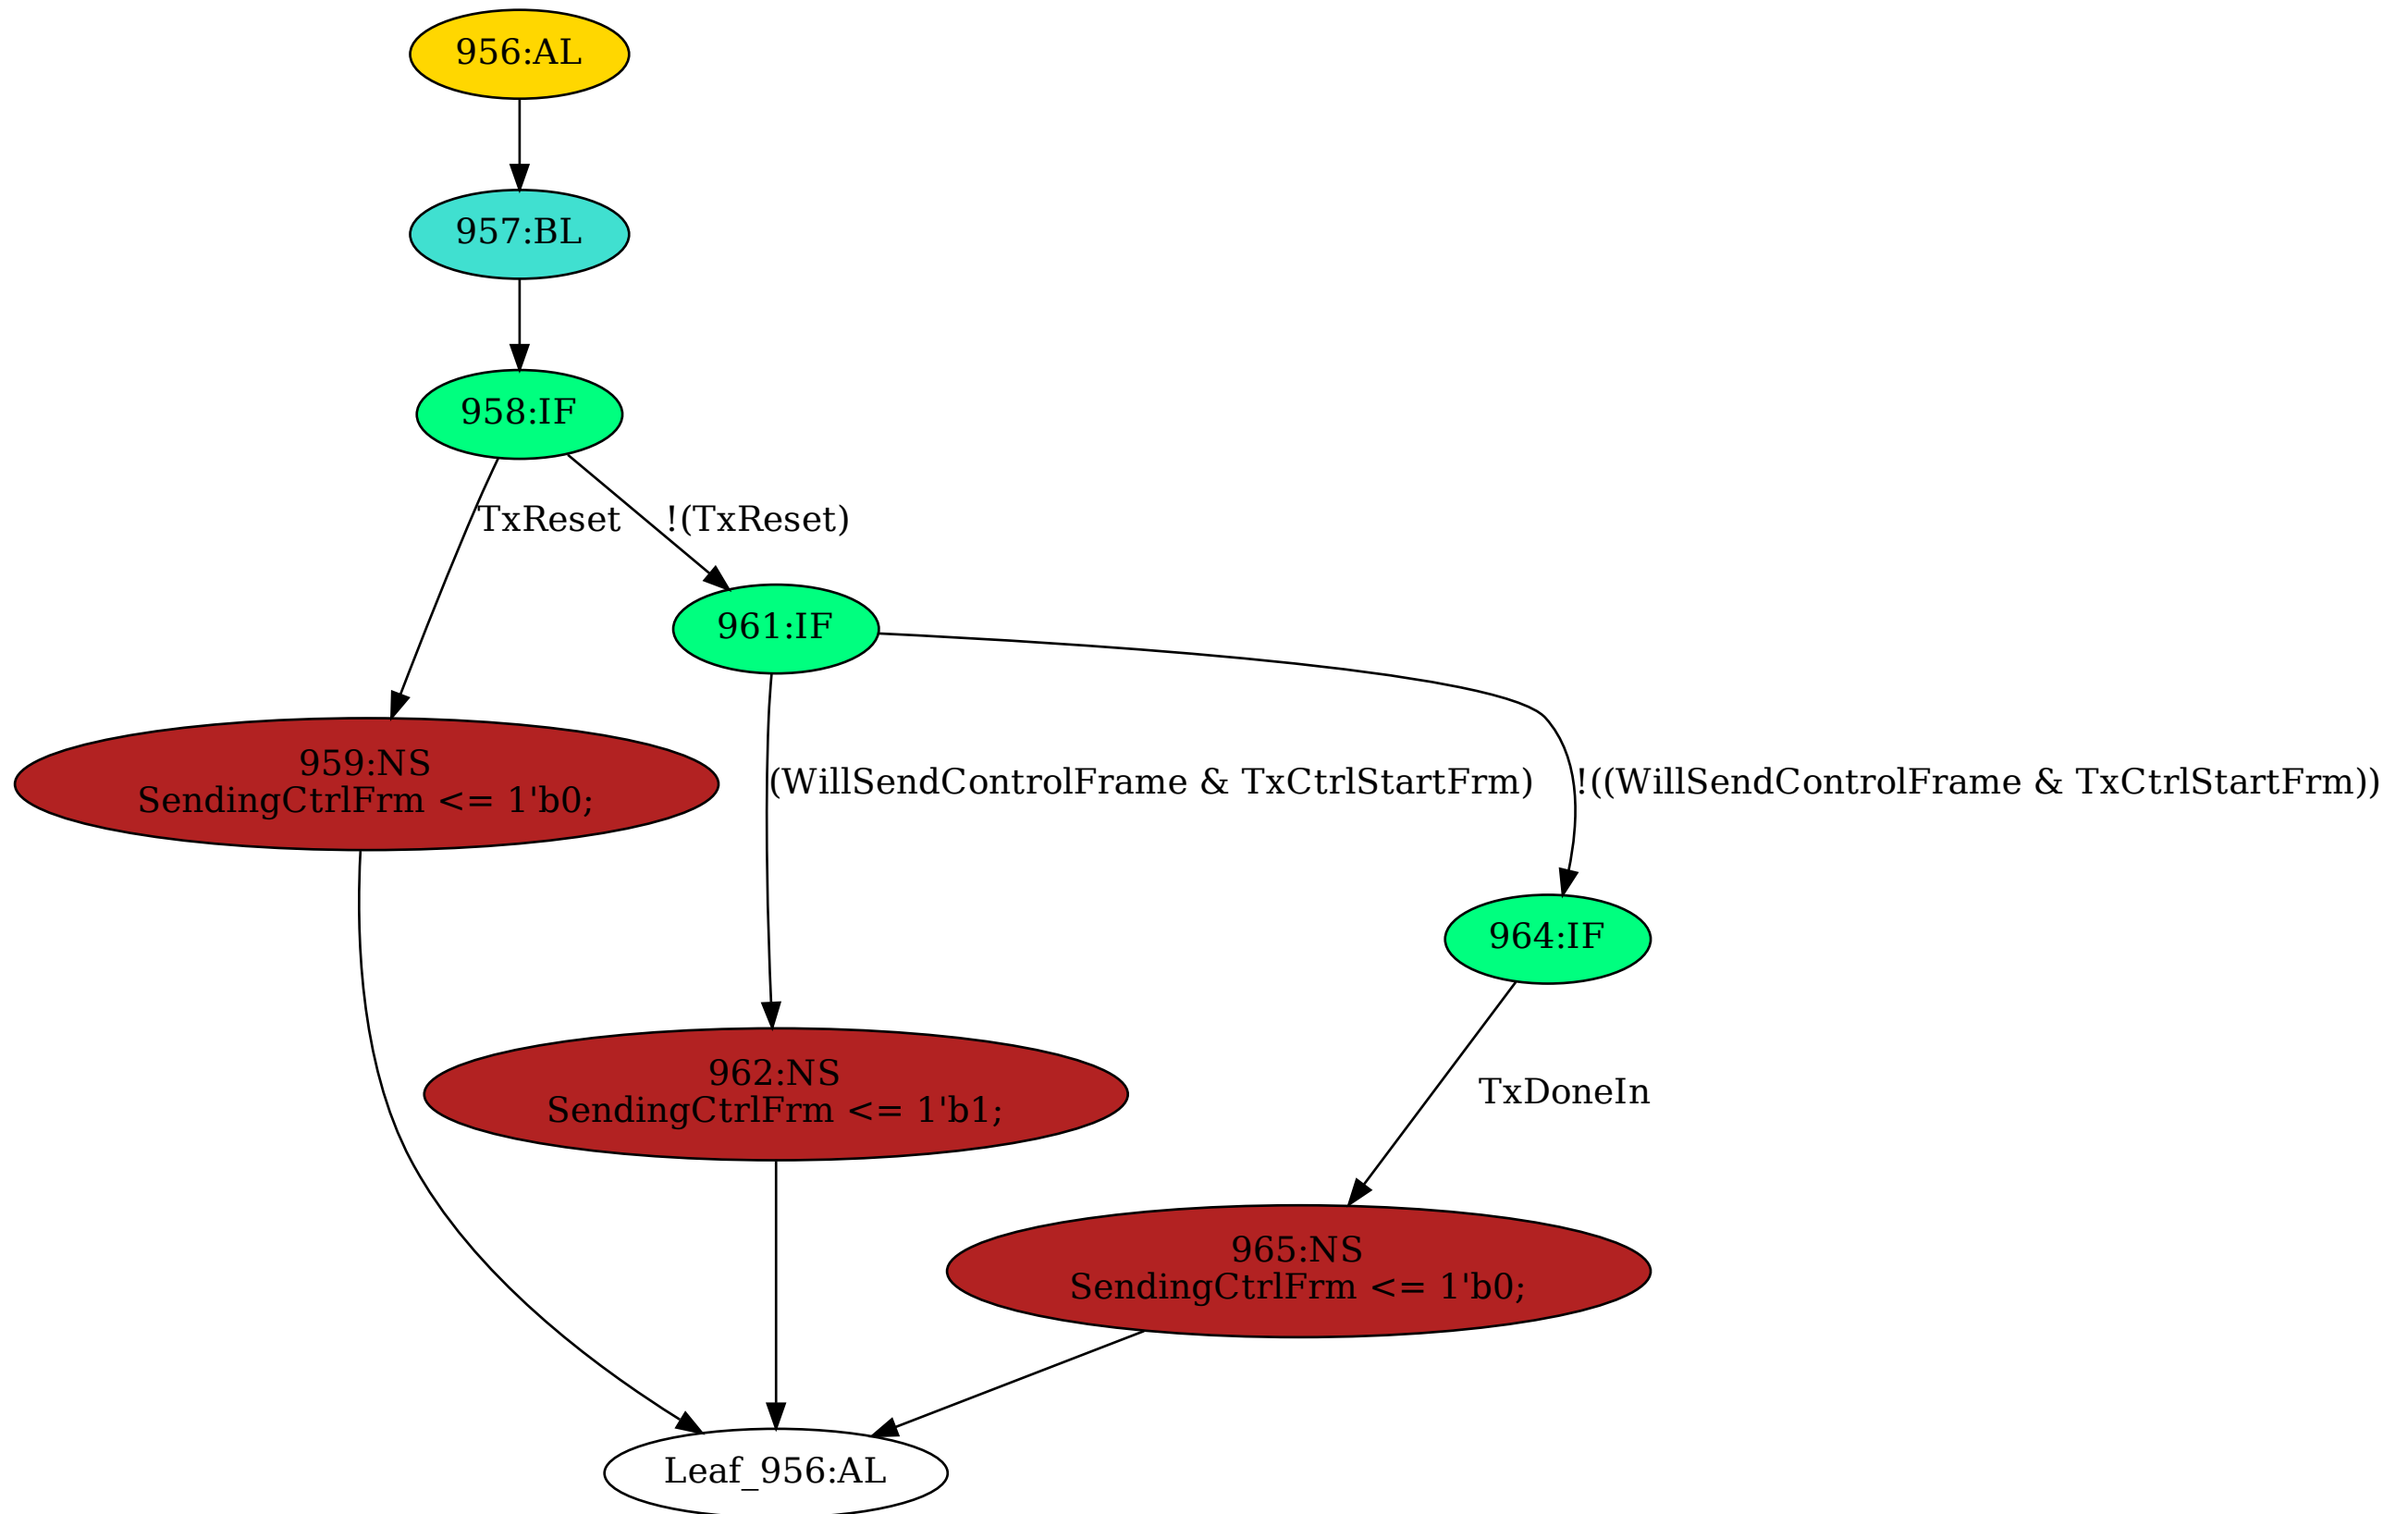 956:AL
957:BL
958:IF
TxReset
!(TxReset)
961:IF
959:NS
SendingCtrlFrm <= 1'b0;
(WillSendControlFrame & TxCtrlStartFrm)
!((WillSendControlFrame & TxCtrlStartFrm))
964:IF
962:NS
SendingCtrlFrm <= 1'b1;
TxDoneIn
965:NS
SendingCtrlFrm <= 1'b0;
Leaf_956:AL